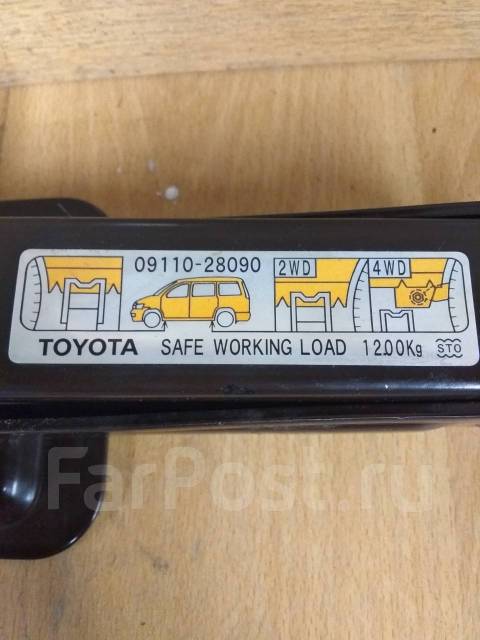 09110-28090 2WD 4WD
TOYOTA SAFE WORKING LOAD 1200Kg STO
FarPost.ru